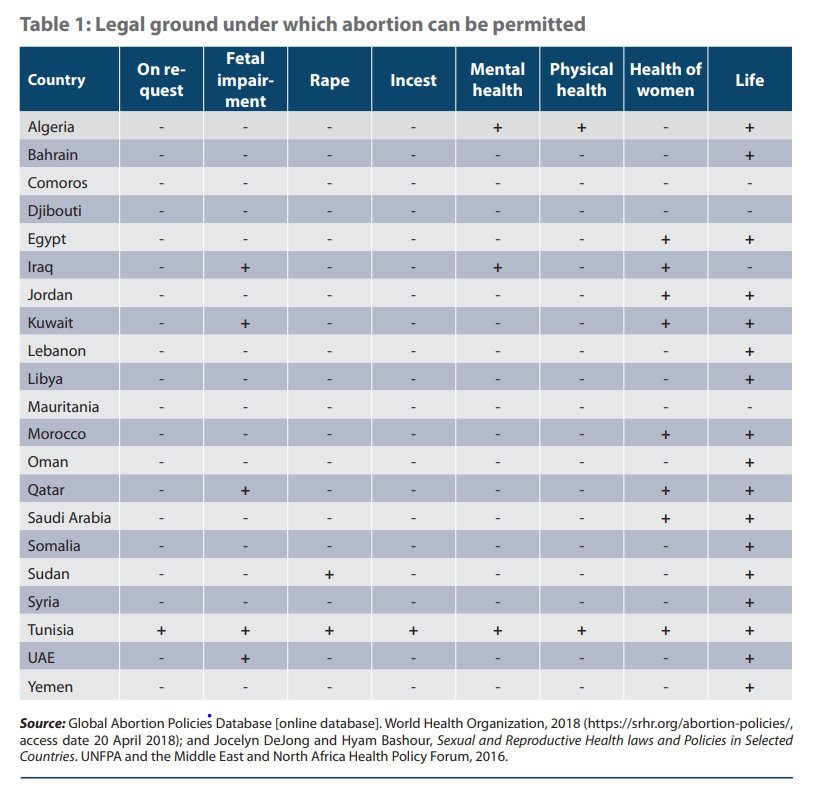 Table 1: Legal ground under which abortion can be permitted
Country On re-quest Fetal impair-ment Rape Incest Mental health Physical health Health of women Life
Algeria - - - - + + - +
Bahrain - - - - - - - +
Comoros - - - - - - - -
Djibouti - - - - - - - -
Egypt - - - - - - + +
Iraq - + - - + - + -
Jordan - - - - - - + +
Kuwait - + - - - - + +
Lebanon - - - - - - - +
Libya - - - - - - - +
Mauritania - - - - - - - -
Morocco - - - - - - + +
Oman - - - - - - - +
Qatar - + - - - - + +
Saudi Arabia - - - - - - + +
Somalia - - - - - - - +
Sudan - - + - - - - +
Syria - - - - - - - +
Tunisia + + + + + + + +
UAE - + - - - - - +
Yemen - - - - - - - +
Source: Global Abortion Policies Database [online database]. World Health Organization, 2018 (https://srhr.org/abortion-policies/,
access date 20 April 2018); and Jocelyn DeJong and Hyam Bashour, Sexual and Reproductive Health laws and Policies in Selected
Countries. UNFPA and the Middle East and North Africa Health Policy Forum, 2016.